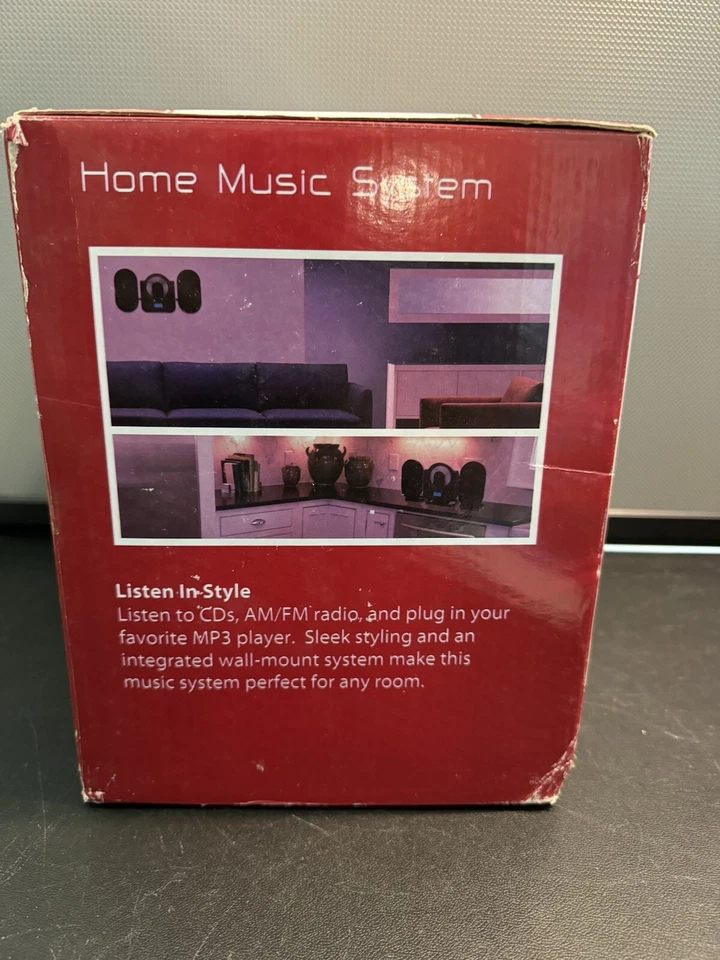 Home Music System
Listen In Style
Listen to CDs, AM/FM radio, and plug in your
favorite MP3 player. Sleek styling and an
integrated wall-mount system make this
music system perfect for any room.